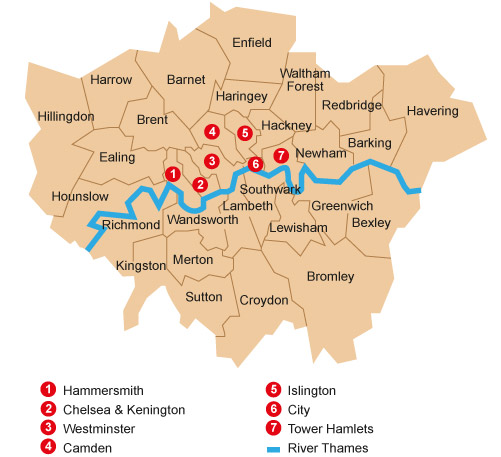 Enfield
Harrow
Barnet
Waltham
Forest
Haringey
Redbridge
Havering
Hillingdon
Brent
4
5
Hackney
Barking
Ealing
3
6
7
Newham
1
2
Southwark
Hounslow
Lambeth
Greenwich
Richmond
Wandsworth
Lewisham
Bexley
Kingston
Merton
Bromley
Sutton
Croydon
1 Hammersmith
2 Chelsea & Kenington
3 Westminster
4 Camden
5 Islington
6 City
7 Tower Hamlets
River Thames